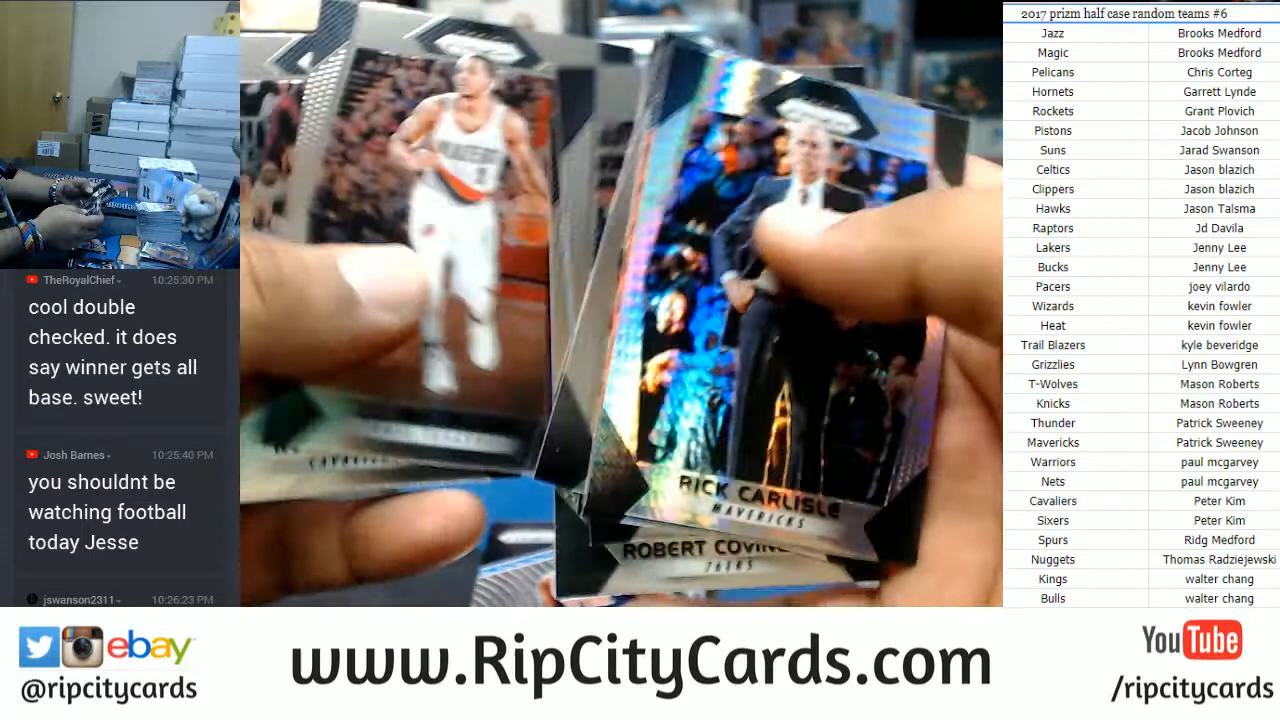 2017 prizm half case random teams #6
Jazz Brooks Medford
Magic Brooks Medford
Pelicans Chris Corteg
Hornets Garrett Lynde
Rockets Grant Plovich
Pistons Jacob Johnson
Suns Jarad Swanson
Celtics Jason blazich
Clippers Jason blazich
Hawks Jason Talsma
Raptors Jd Davila
Lakers Jenny Lee
Bucks Jenny Lee
Pacers joey vilardo
Wizards kevin fowler
Heat kevin fowler
Trail Blazers kyle beveridge
Grizzlies Lynn Bowgren
T-Wolves Mason Roberts
Knicks Mason Roberts
Thunder Patrick Sweeney
Mavericks Patrick Sweeney
Warriors paul mcgarvey
Nets paul mcgarvey
Cavaliers Peter Kim
Sixers Peter Kim
Spurs Ridg Medford
Nuggets Thomas Radziejewski
Kings walter chang
Bulls walter chang
TheRoyalChief 10:25:30 PM
cool double
checked. it does
say winner gets all
base. sweet!
Josh Barnes 10:25:40 PM
you shouldnt be
watching football
today Jesse
jswanson2311 10:26:23 PM
RICK CARLISLE
MAVERICKS
ROBERT
76ERS
ebay
@ripcitycards
www.RipCityCards.com
YouTube
/ripcitycards